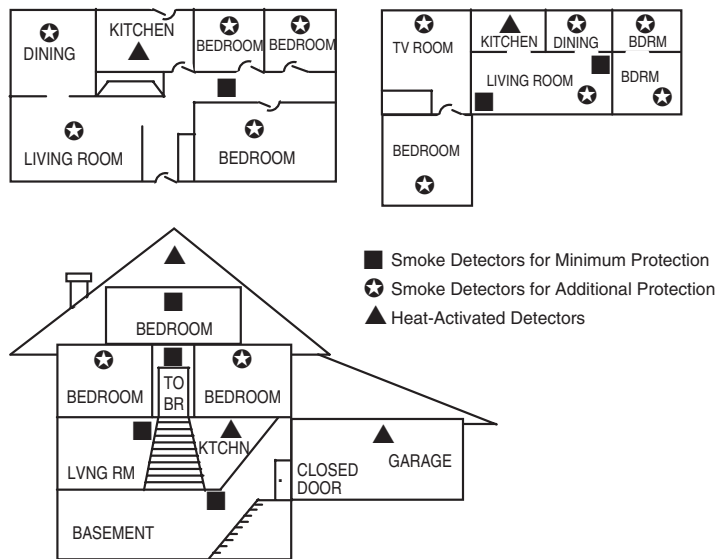 DINING
KITCHEN
BEDROOM
BEDROOM
LIVING ROOM
BEDROOM
TV ROOM
KITCHEN
DINING
BDRM
LIVING ROOM
BDRM
BEDROOM
Smoke Detectors for Minimum Protection
Smoke Detectors for Additional Protection
Heat-Activated Detectors
BEDROOM
BEDROOM
TO
BR
BEDROOM
LVNG RM
KTCHN
CLOSED
DOOR
GARAGE
BASEMENT